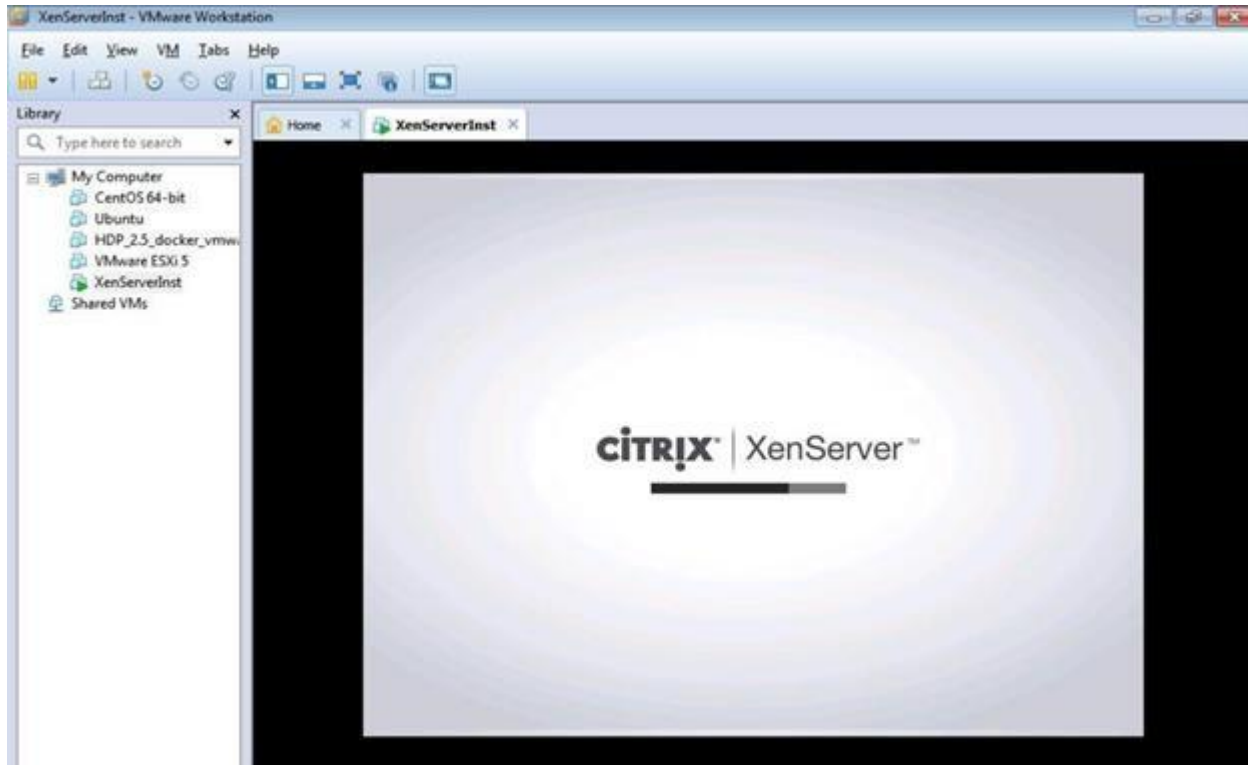 XenServerInst - VMware Workstation
File Edit View VM Tabs Help
Library
Home XenServerInst
Type here to search
My Computer
CentOS 64-bit
Ubuntu
HDP_2.5_docker_vmw
VMware ESXi 5
XenServerInst
Shared VMs
CITRIX XenServer™